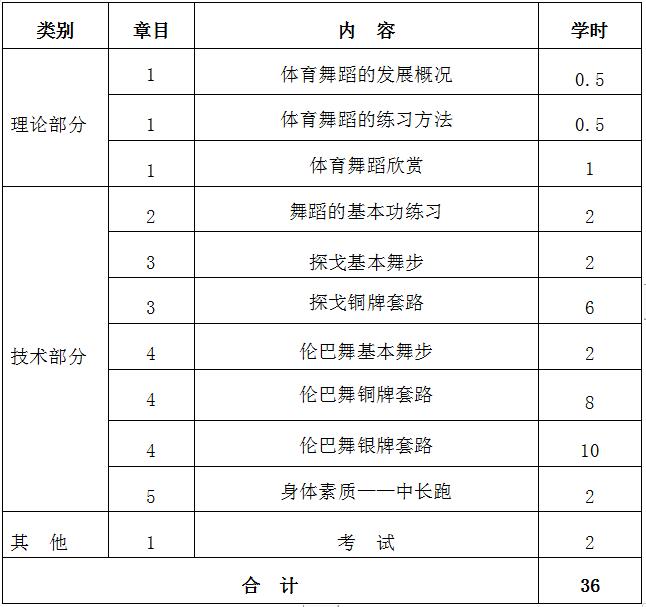 类别 章目 内 容 学时
理论部分 1 体育舞蹈的发展概况 0.5
1 体育舞蹈的练习方法 0.5
1 体育舞蹈欣赏 1
技术部分 2 舞蹈的基本功练习 2
3 探戈基本舞步 2
3 探戈铜牌套路 6
4 伦巴舞基本舞步 2
4 伦巴舞铜牌套路 8
4 伦巴舞银牌套路 10
5 身体素质——中长跑 2
其 他 1 考 试 2
合 计 36